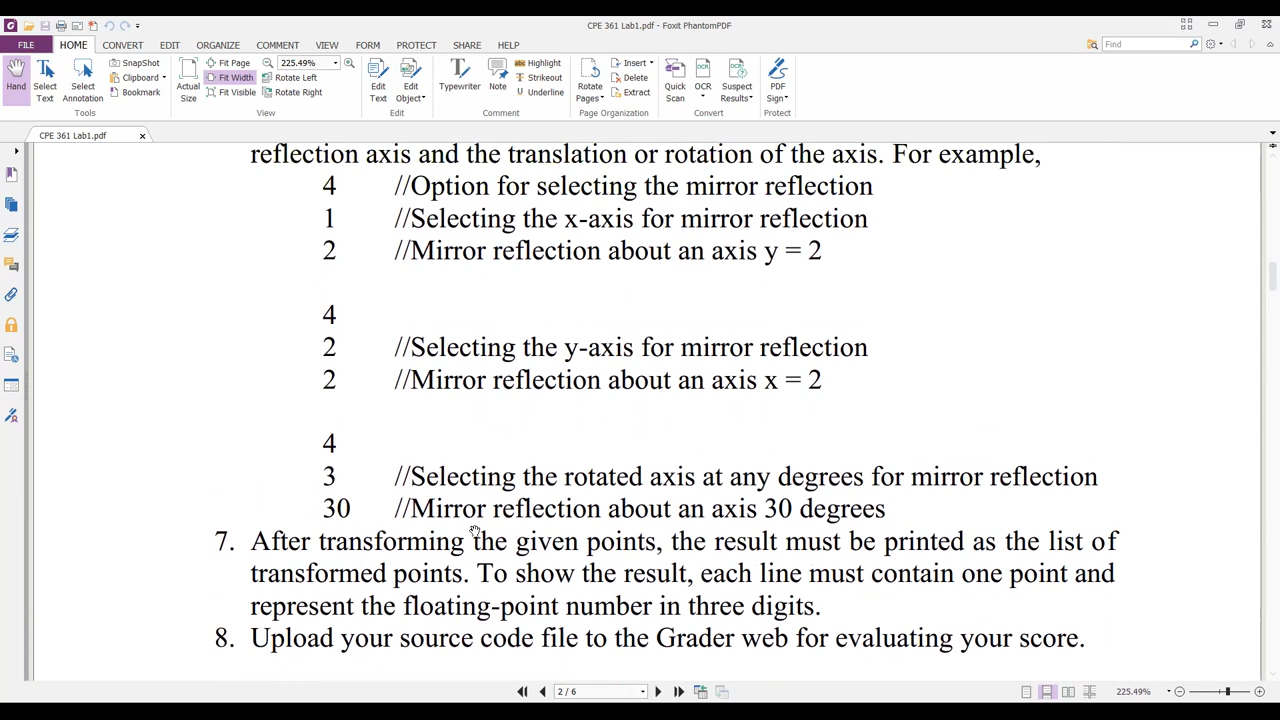 CPE 361 Lab1.pdf - Foxit PhantomPDF
FILE HOME CONVERT EDIT ORGANIZE COMMENT VIEW FORM PROTECT SHARE HELP
Find
Hand
Select Text
Select Annotation
SnapShot
Clipboard
Bookmark
Tools
Actual Size
Fit Page
Fit Width
Fit Visible
225.49%
Rotate Left
Rotate Right
View
Edit Text
Edit Object
Edit
Typewriter
Note
Highlight
Strikeout
Underline
Comment
Rotate Pages
Insert
Delete
Extract
Page Organization
Quick Scan
OCR
Suspect Results
Convert
PDF Sign
Protect
CPE 361 Lab1.pdf
reflection axis and the translation or rotation of the axis. For example,
4 //Option for selecting the mirror reflection
1 //Selecting the x-axis for mirror reflection
2 //Mirror reflection about an axis y = 2
4
2 //Selecting the y-axis for mirror reflection
2 //Mirror reflection about an axis x = 2
4
3 //Selecting the rotated axis at any degrees for mirror reflection
30 //Mirror reflection about an axis 30 degrees
7. After transforming the given points, the result must be printed as the list of
transformed points. To show the result, each line must contain one point and
represent the floating-point number in three digits.
8. Upload your source code file to the Grader web for evaluating your score.
2 / 6
225.49%